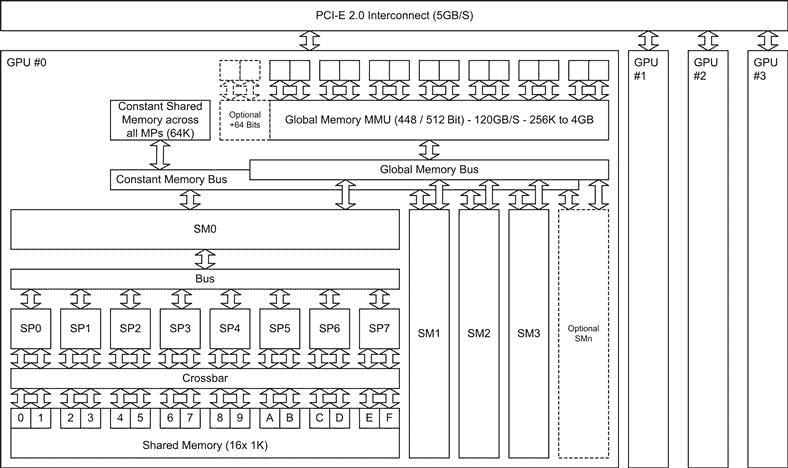 PCI-E 2.0 Interconnect (5GB/S)
GPU #0
GPU
#1
GPU
#2
GPU
#3
Constant Shared
Memory across
all MPs (64K)
Optional
+64 Bits
Global Memory MMU (448 / 512 Bit) - 120GB/S - 256K to 4GB
Global Memory Bus
Constant Memory Bus
SM0
Bus
SP0 SP1 SP2 SP3 SP4 SP5 SP6 SP7
SM1 SM2 SM3
Optional
SMn
Crossbar
0 1 2 3 4 5 6 7 8 9 A B C D E F
Shared Memory (16x 1K)